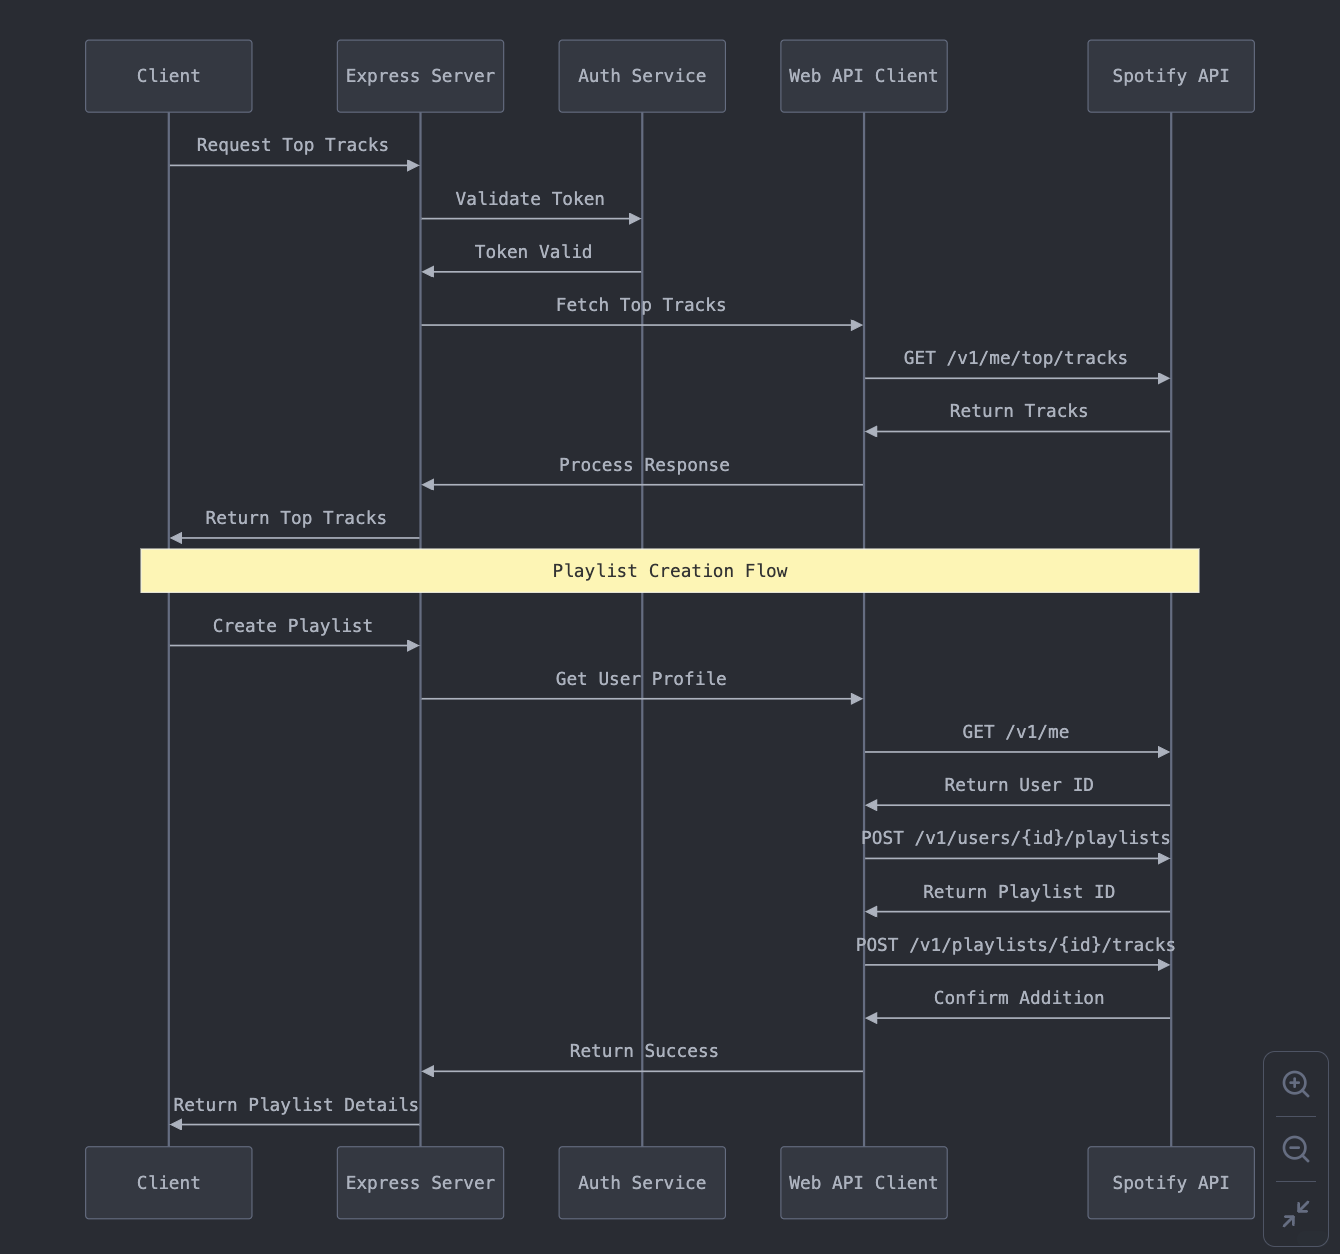 Client
Express Server
Auth Service
Web API Client
Spotify API
Request Top Tracks
Validate Token
Token Valid
Fetch Top Tracks
GET /v1/me/top/tracks
Return Tracks
Process Response
Return Top Tracks
Playlist Creation Flow
Create Playlist
Get User Profile
GET /v1/me
Return User ID
POST /v1/users/{id}/playlists
Return Playlist ID
POST /v1/playlists/{id}/tracks
Confirm Addition
Return Success
Return Playlist Details
Client
Express Server
Auth Service
Web API Client
Spotify API